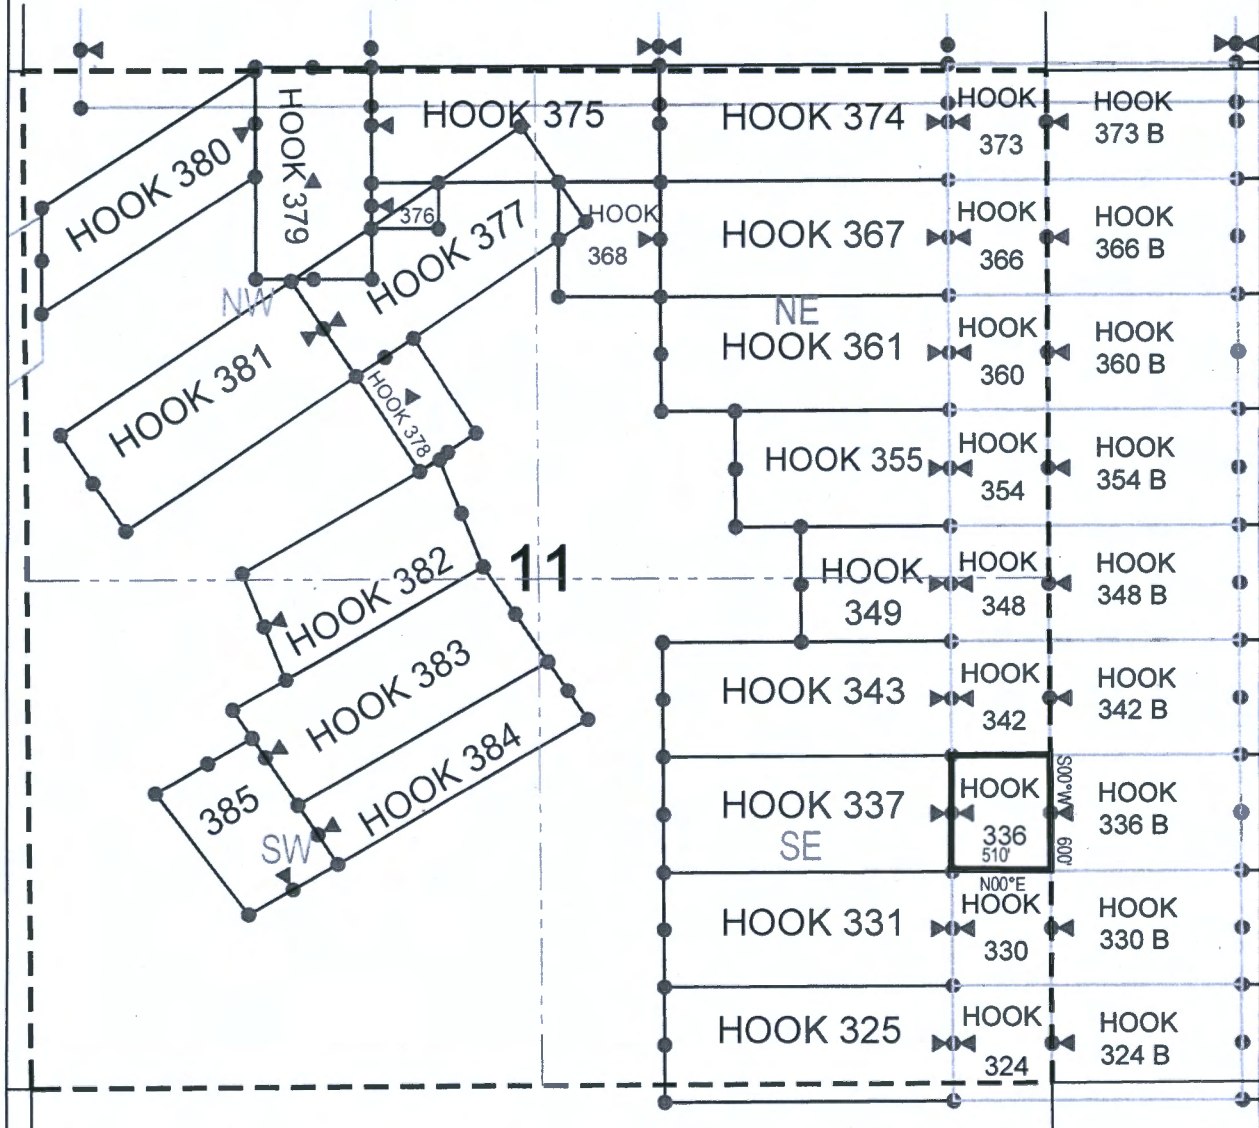 HOOK 375
HOOK 374
HOOK
373
HOOK
373 B
HOOK 380
HOOK 379
376
HOOK 377
HOOK
368
HOOK 367
HOOK
366
HOOK
366 B
NW
NE
HOOK 381
HOOK 378
HOOK 361
HOOK
360
HOOK
360 B
HOOK 355
HOOK
354
HOOK
354 B
11
HOOK 382
HOOK
349
HOOK
348
HOOK
348 B
HOOK 383
HOOK 343
HOOK
342
HOOK
342 B
HOOK 384
385
SW
HOOK 337
SE
HOOK
336
510'
S00°W
600'
HOOK
336 B
N00°E
HOOK 331
HOOK
330
HOOK
330 B
HOOK 325
HOOK
324
HOOK
324 B